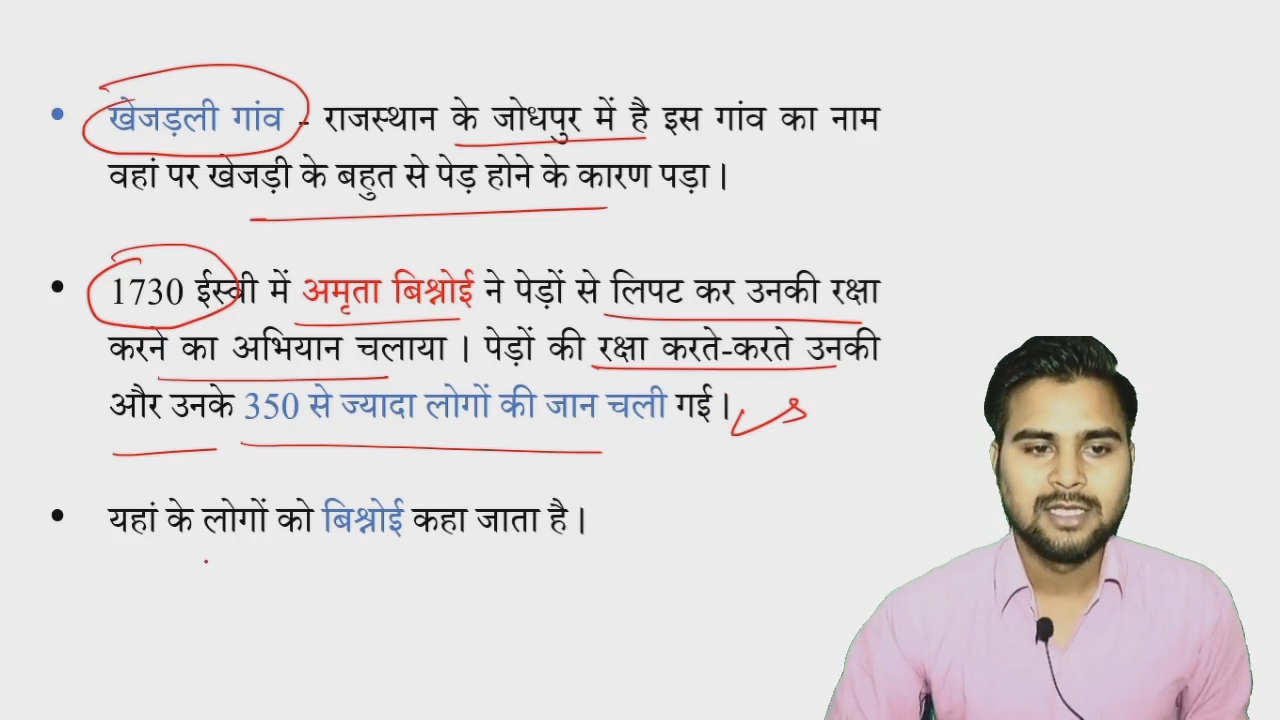 • खेजड़ली गांव - राजस्थान के जोधपुर में है इस गांव का नाम
वहां पर खेजड़ी के बहुत से पेड़ होने के कारण पड़ा ।
• 1730 ईस्वी में अमृता बिश्नोई ने पेड़ों से लिपट कर उनकी रक्षा
करने का अभियान चलाया । पेड़ों की रक्षा करते-करते उनकी
और उनके 350 से ज्यादा लोगों की जान चली गई ।
• यहां के लोगों को बिश्नोई कहा जाता है ।